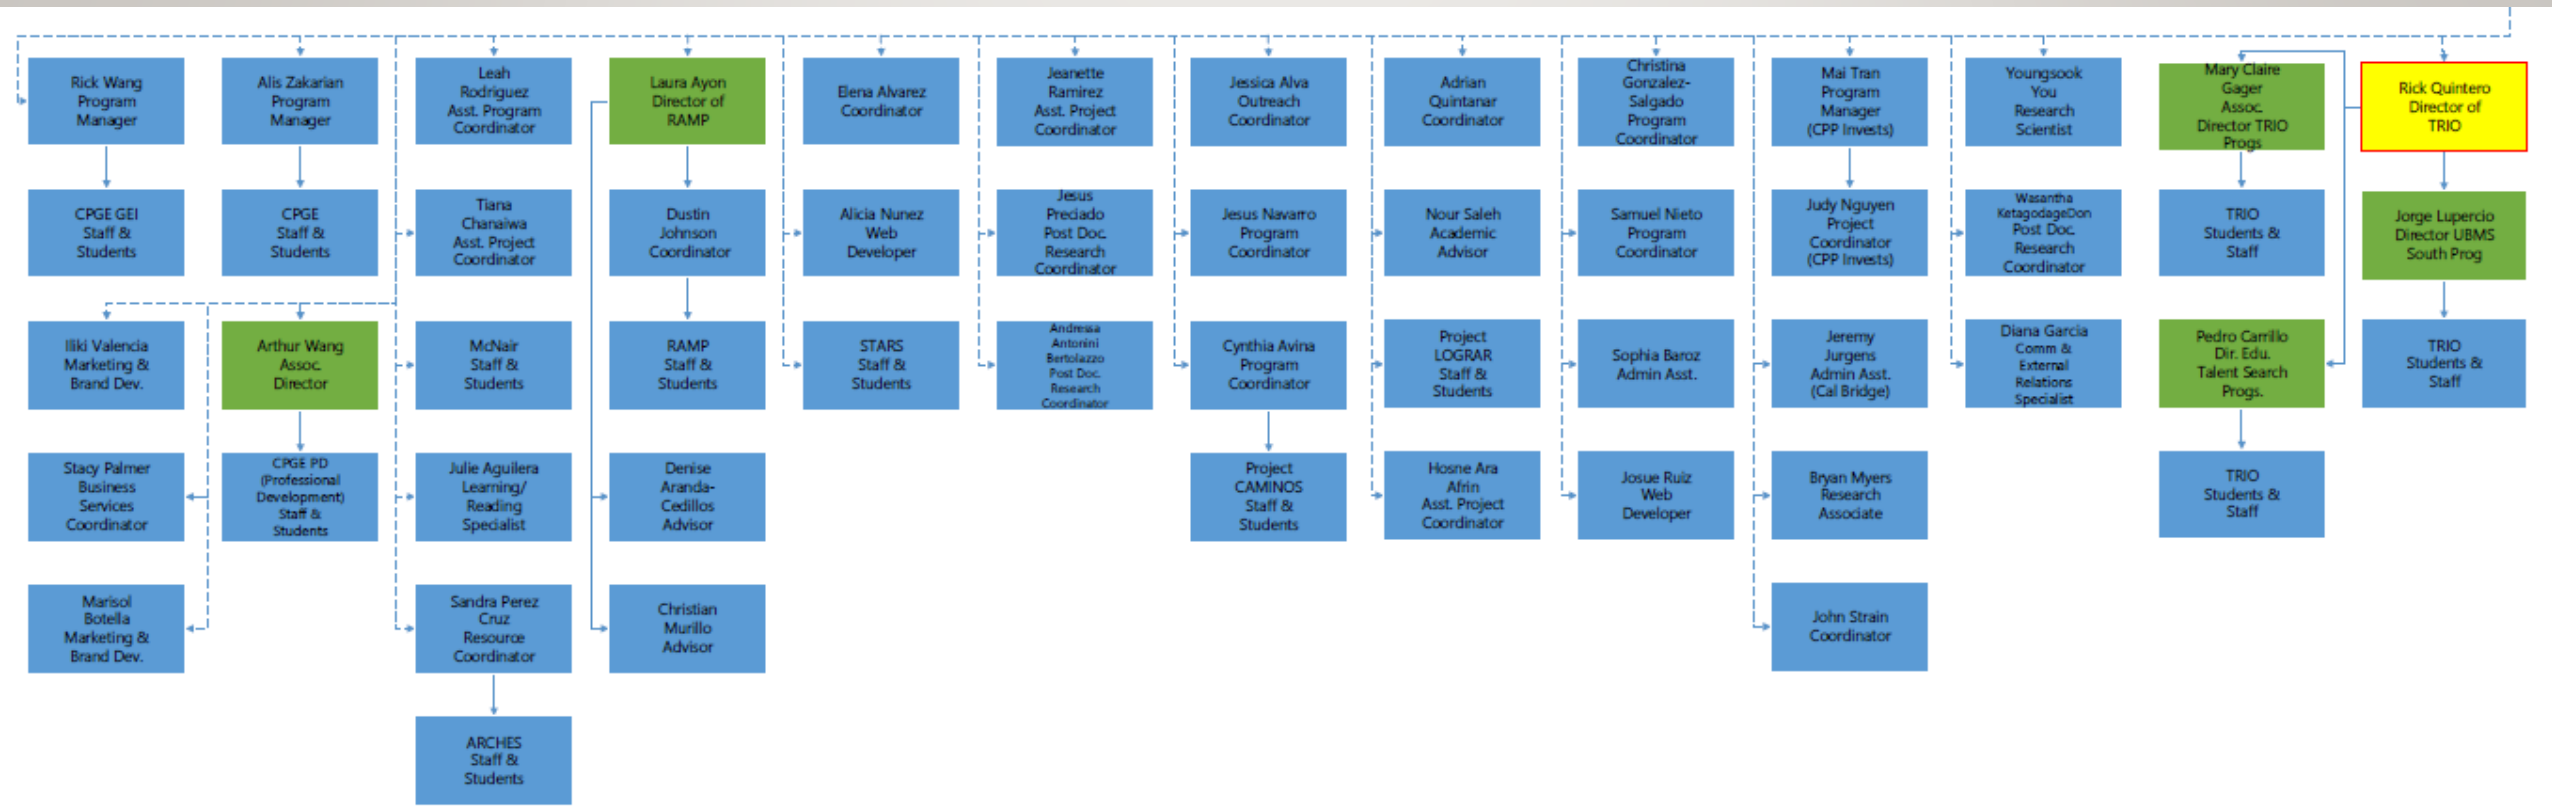 Rick Wang
Program
Manager
Alis Zakarian
Program
Manager
Leah
Rodriguez
Asst. Program
Coordinator
Laura Ayon
Director of
RAMP
Elena Alvarez
Coordinator
Jeanette
Ramirez
Asst. Project
Coordinator
Jessica Alva
Outreach
Coordinator
Adrian
Quintanar
Coordinator
Christina
Gonzalez-
Salgado
Program
Coordinator
Mai Tran
Program
Manager
(CPP Invests)
Youngsook
You
Research
Scientist
Mary Claire
Gager
Assoc.
Director TRIO
Progs
Rick Quintero
Director of
TRIO
CPGE GEI
Staff &
Students
CPGE
Staff &
Students
Tiana
Chanaiwa
Asst. Project
Coordinator
Dustin
Johnson
Coordinator
Alicia Nunez
Web
Developer
Jesus
Preciado
Post Doc.
Research
Coordinator
Jesus Navarro
Program
Coordinator
Nour Saleh
Academic
Advisor
Samuel Nieto
Program
Coordinator
Judy Nguyen
Project
Coordinator
(CPP Invests)
Wasantha
KetagodageDon
Post Doc.
Research
Coordinator
TRIO
Students &
Staff
Jorge Lupercio
Director UBMS
South Prog
Iliki Valencia
Marketing &
Brand Dev.
Arthur Wang
Assoc.
Director
McNair
Staff &
Students
RAMP
Staff &
Students
STARS
Staff &
Students
Andressa
Antonini
Bertolazzo
Post Doc.
Research
Coordinator
Cynthia Avina
Program
Coordinator
Project
LOGRAR
Staff &
Students
Sophia Baroz
Admin Asst.
Jeremy
Jurgens
Admin Asst.
(Cal Bridge)
Diana Garcia
Comm &
External
Relations
Specialist
Pedro Carrillo
Dir. Edu.
Talent Search
Progs.
TRIO
Students &
Staff
Stacy Palmer
Business
Services
Coordinator
CPGE PD
(Professional
Development)
Staff &
Students
Julie Aguilera
Learning/
Reading
Specialist
Denise
Aranda-
Cedillos
Advisor
Project
CAMINOS
Staff &
Students
Hosne Ara
Afrin
Asst. Project
Coordinator
Josue Ruiz
Web
Developer
Bryan Myers
Research
Associate
TRIO
Students &
Staff
Marisol
Botella
Marketing &
Brand Dev.
Sandra Perez
Cruz
Resource
Coordinator
Christian
Murillo
Advisor
John Strain
Coordinator
ARCHES
Staff &
Students